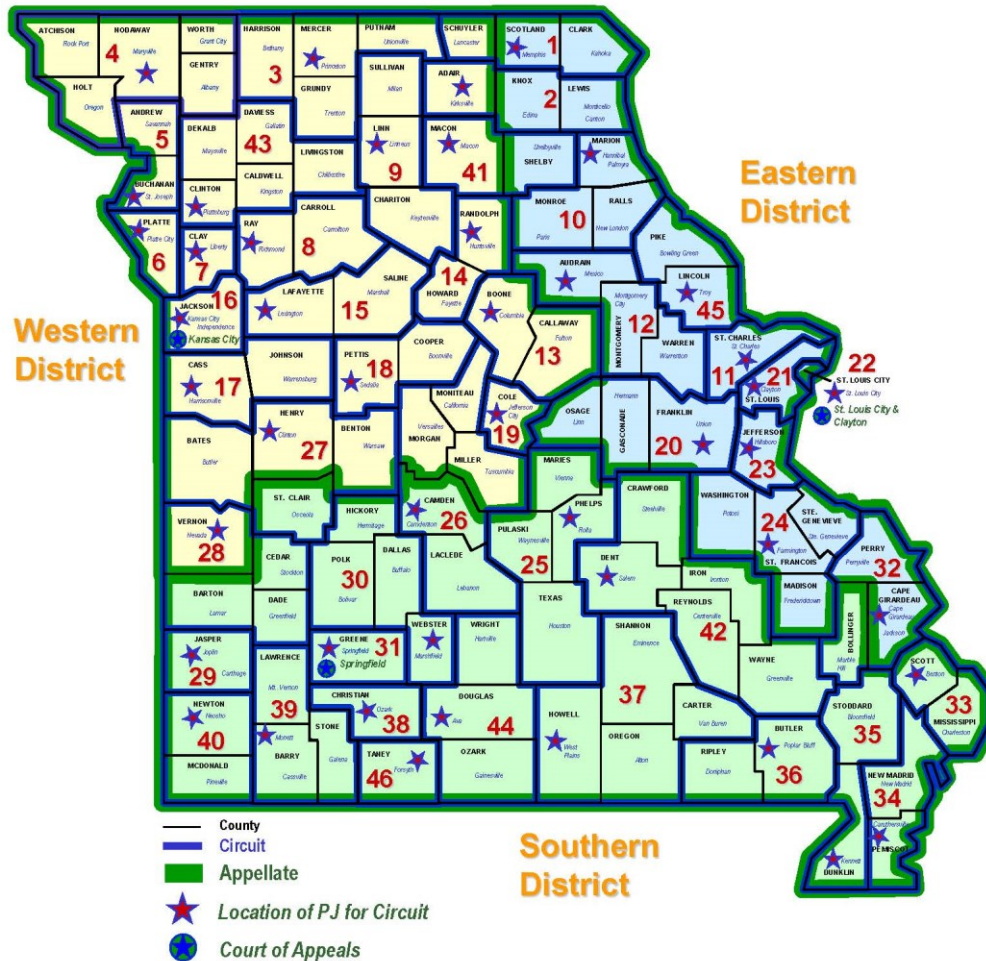 ATCHISON
Rock Port
NODAWAY
Maryville
4
WORTH
Grant City
HARRISON
Bethany
3
MERCER
Princeton
PUTNAM
Unionville
SCHUYLER
Lancaster
SCOTLAND
Memphis
1
CLARK
Kahoka
HOLT
Oregon
GENTRY
Albany
GRUNDY
Trenton
SULLIVAN
Milan
ADAIR
Kirksville
KNOX
Edina
2
LEWIS
Monticello
Canton
ANDREW
Savannah
5
DEKALB
Maysville
DAVIESS
Gallatin
43
LIVINGSTON
Chillicothe
LINN
Linneus
9
MACON
Macon
41
SHELBY
Shelbyville
MARION
Hannibal
Palmyra
Eastern
District
BUCHANAN
St. Joseph
CLINTON
Plattsburg
CALDWELL
Kingston
CHARITON
Keytesville
RANDOLPH
Huntsville
MONROE
Paris
10
RALLS
New London
PLATTE
Platte City
6
CLAY
Liberty
7
RAY
Richmond
CARROLL
Carrollton
8
AUDRAIN
Mexico
PIKE
Bowling Green
Western
District
JACKSON
Kansas City
Independence
Kansas City
16
LAFAYETTE
Lexington
15
SALINE
Marshall
HOWARD
Fayette
14
BOONE
Columbia
CALLAWAY
Fulton
13
MONTGOMERY
Montgomery
City
12
LINCOLN
Troy
45
WARREN
Warrenton
ST. CHARLES
St. Charles
11
21
Clayton
ST. LOUIS
22
ST. LOUIS CITY
St. Louis City
St. Louis City &
Clayton
CASS
Harrisonville
17
JOHNSON
Warrensburg
PETTIS
Sedalia
18
COOPER
Boonville
MONITEAU
California
COLE
Jefferson
City
19
OSAGE
Linn
GASCONADE
Hermann
FRANKLIN
Union
20
JEFFERSON
Hillsboro
23
BATES
Butler
HENRY
Clinton
27
BENTON
Warsaw
MORGAN
Versailles
MILLER
Tuscumbia
MARIES
Vienna
CRAWFORD
Steelville
WASHINGTON
Potosi
24
Farmington
ST. FRANCOIS
STE.
GENEVIEVE
Ste. Genevieve
PERRY
Perryville
32
VERNON
Nevada
28
ST. CLAIR
Osceola
HICKORY
Hermitage
CAMDEN
Camdenton
26
PULASKI
Waynesville
25
PHELPS
Rolla
DENT
Salem
IRON
Ironton
MADISON
Fredericktown
CAPE
GIRARDEAU
Cape
Girardeau
Jackson
BARTON
Lamar
CEDAR
Stockton
POLK
Bolivar
30
DALLAS
Buffalo
LACLEDE
Lebanon
TEXAS
Houston
REYNOLDS
Centerville
42
BOLLINGER
Marble
Hill
DADE
Greenfield
GREENE
Springfield
31
Springfield
WEBSTER
Marshfield
WRIGHT
Hartville
SHANNON
Eminence
37
WAYNE
Greenville
SCOTT
Benton
33
MISSISSIPPI
Charleston
JASPER
Joplin
Carthage
29
LAWRENCE
Mt. Vernon
39
CHRISTIAN
Ozark
38
DOUGLAS
Ava
44
HOWELL
West
Plains
CARTER
Van Buren
STODDARD
Bloomfield
35
NEWTON
Neosho
40
Monett
BARRY
Cassville
STONE
Galena
TANEY
Forsyth
46
OZARK
Gainesville
OREGON
Alton
RIPLEY
Doniphan
BUTLER
Poplar Bluff
36
NEW MADRID
New Madrid
34
MCDONALD
Pineville
Caruthersville
PEMISCOT
Kennett
DUNKLIN
Southern
District
County
Circuit
Appellate
Location of PJ for Circuit
Court of Appeals